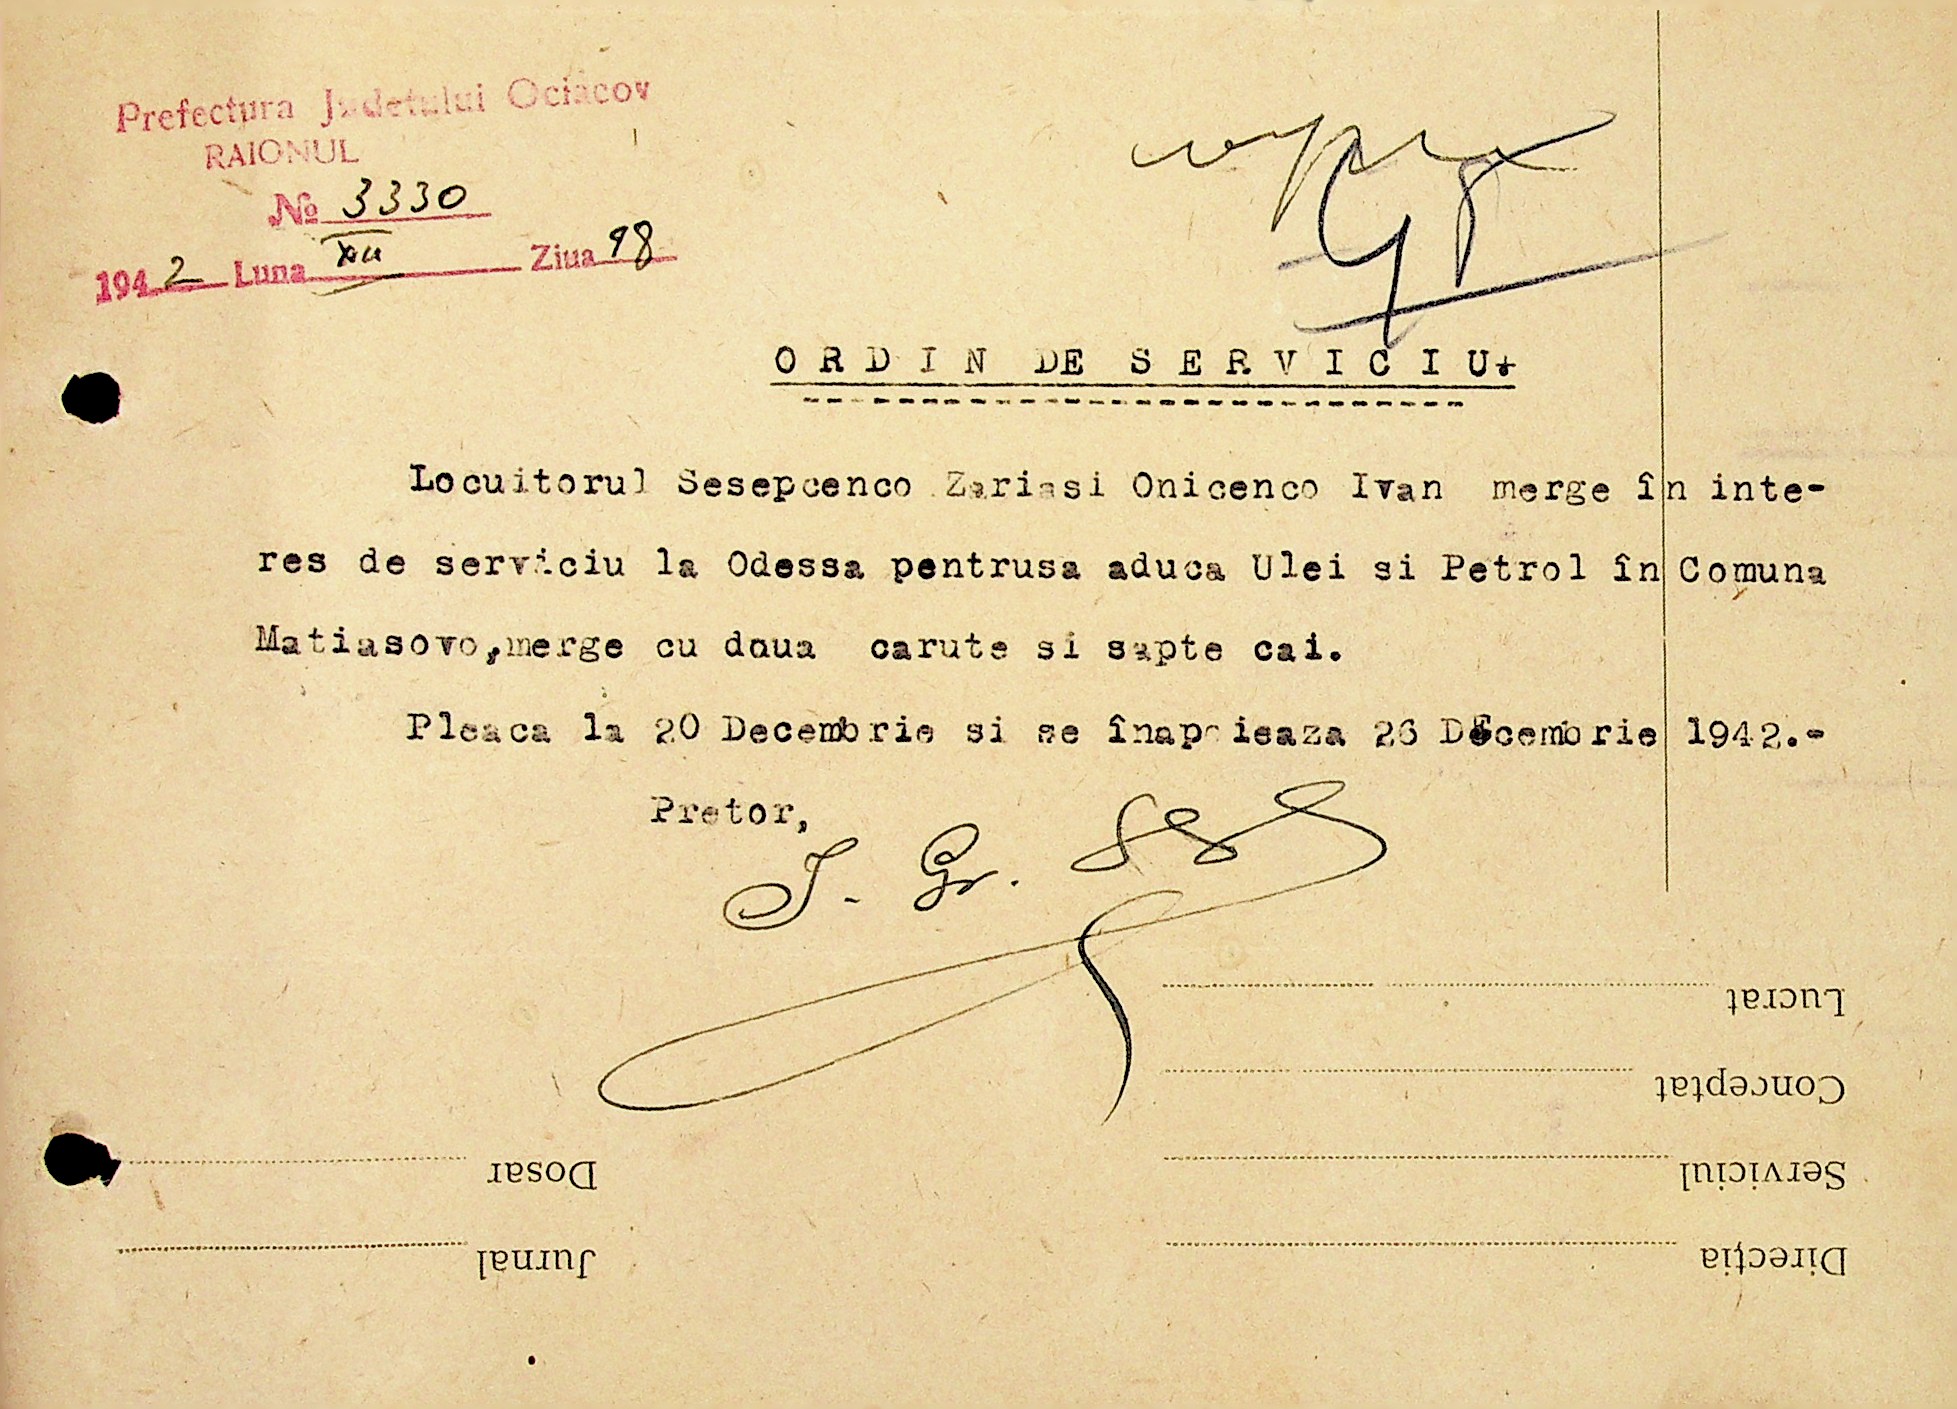 Prefectura Judetului Ociacov
RAIONUL
№ 3330
1942 Luna XII Ziua 18
ORDIN DE SERVICIU+
Locuitorul Sesepcenco Zariasi Onicenco Ivan merge în inte-
res de serviciu la Odessa pentrusa aduca Ulei si Petrol în Comuna
Matiasovo,merge cu doua carute si sapte cai.
Pleaca la 20 Decembrie si se înapoieaza 26 DEcembrie 1942.-
Pretor,
J. Gr.
Lucrat
Conceptat
Serviciul
Dosar
Direcţia
Jurnal